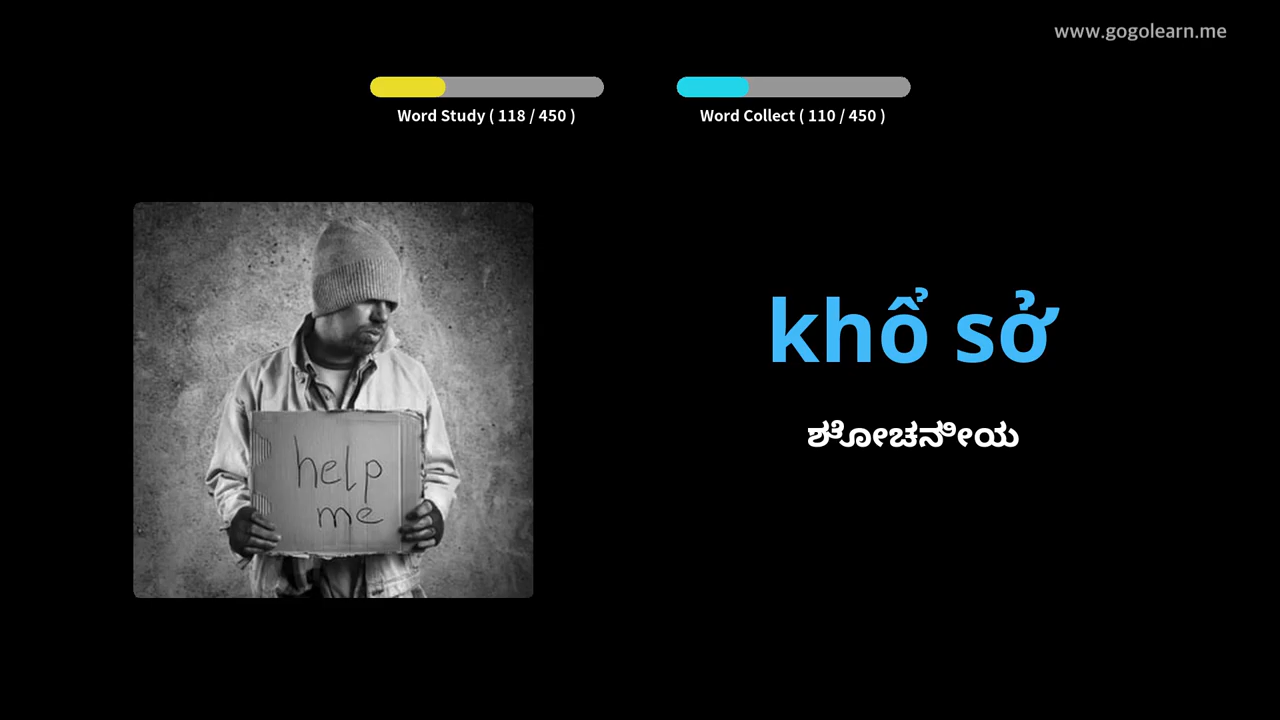 www.gogolearn.me
Word Study ( 118 / 450 )
Word Collect ( 110 / 450 )
help
me
khổ sở
ಶೋಚನೀಯ